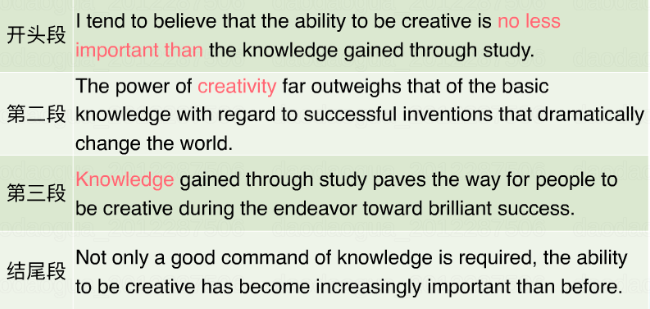 开头段
I tend to believe that the ability to be creative is no less
important than the knowledge gained through study.
第二段
The power of creativity far outweighs that of the basic
knowledge with regard to successful inventions that dramatically
change the world.
第三段
Knowledge gained through study paves the way for people to
be creative during the endeavor toward brilliant success.
结尾段
Not only a good command of knowledge is required, the ability
to be creative has become increasingly important than before.